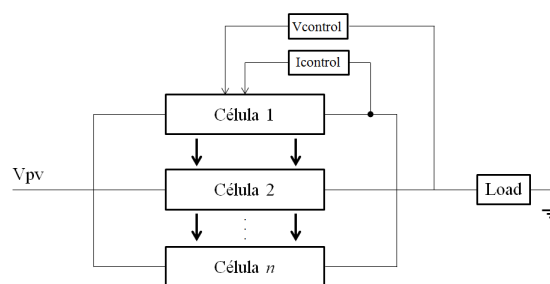 Vcontrol
Icontrol
Célula 1
Vpv
Célula 2
Load
Célula n